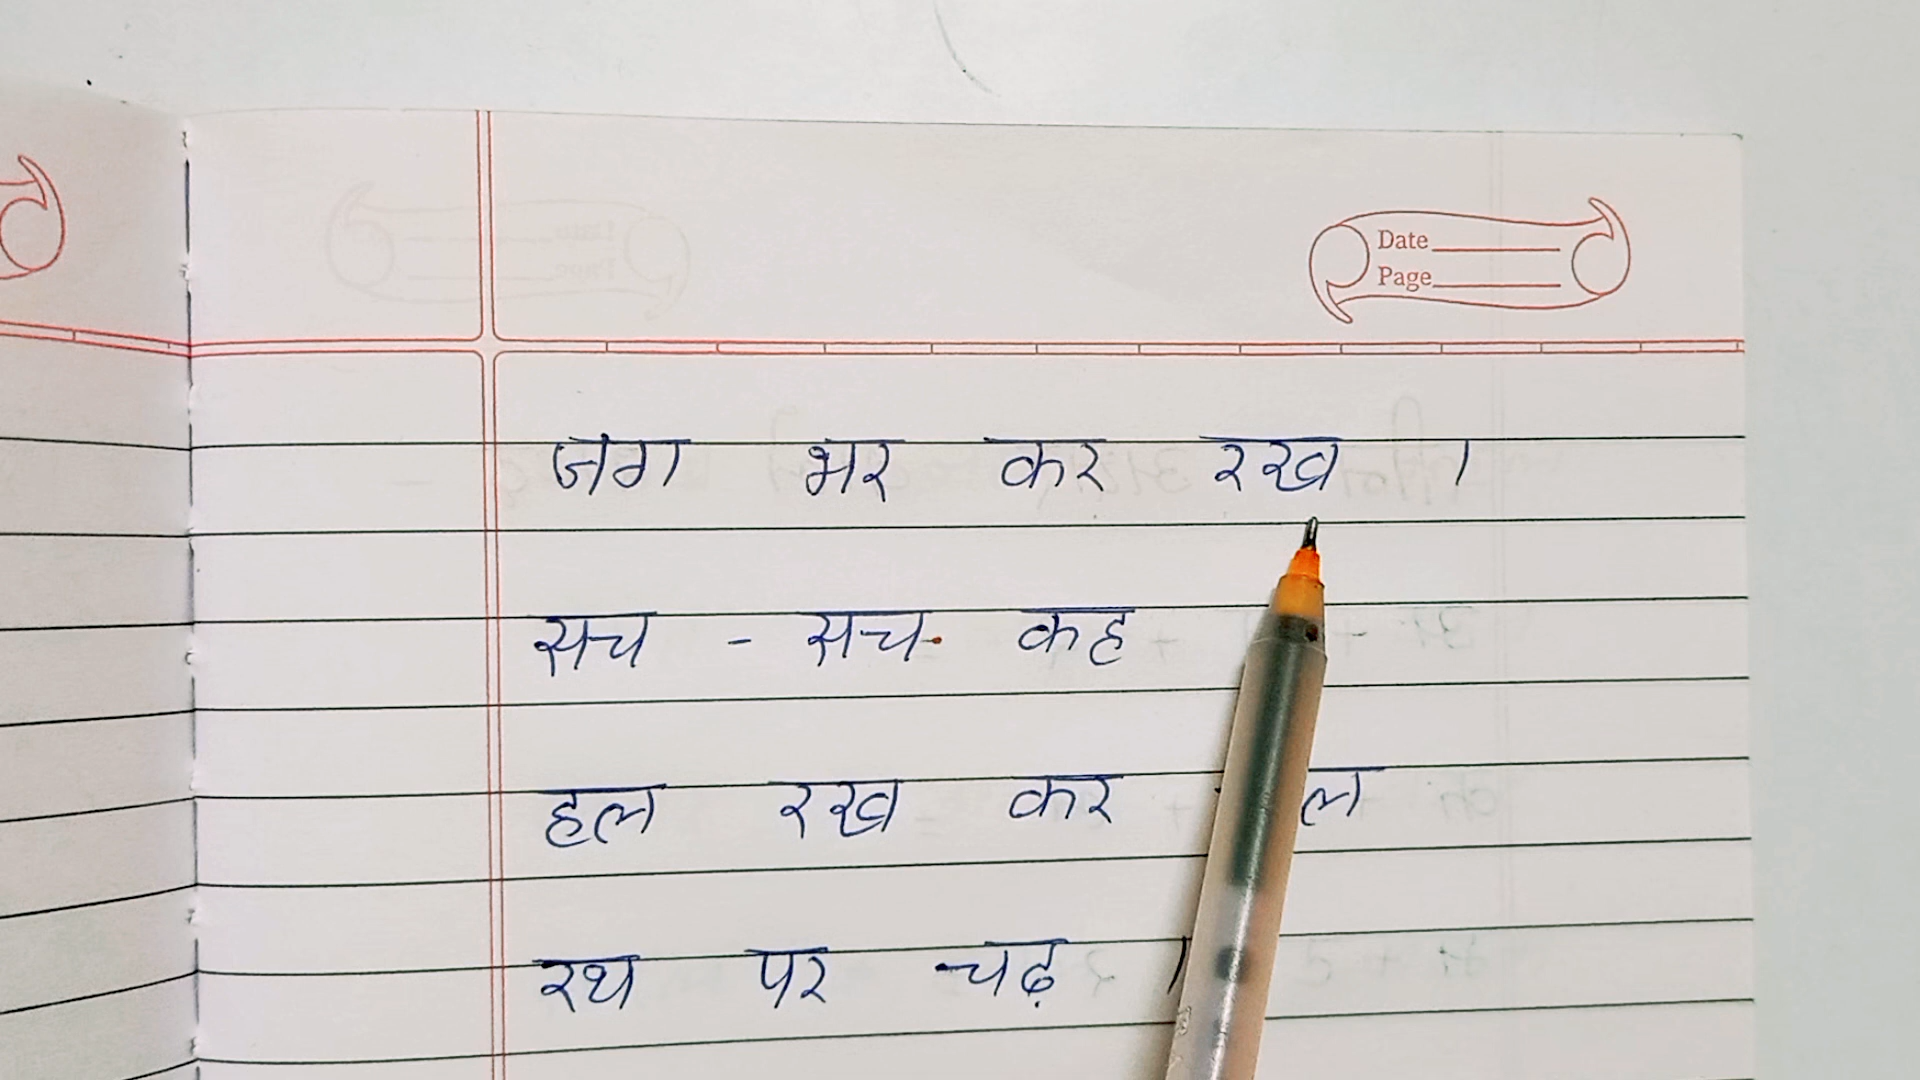 Date
Page
जग भर कर रख ।
सच - सच कह
हल रख कर
रथ पर चढ़ ।